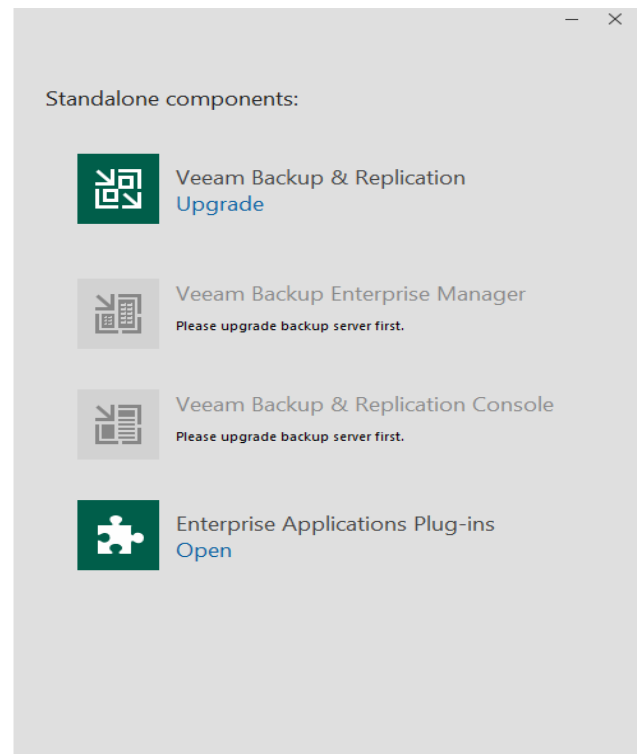 Standalone components:
Veeam Backup & Replication
Upgrade
Veeam Backup Enterprise Manager
Please upgrade backup server first.
Veeam Backup & Replication Console
Please upgrade backup server first.
Enterprise Applications Plug-ins
Open